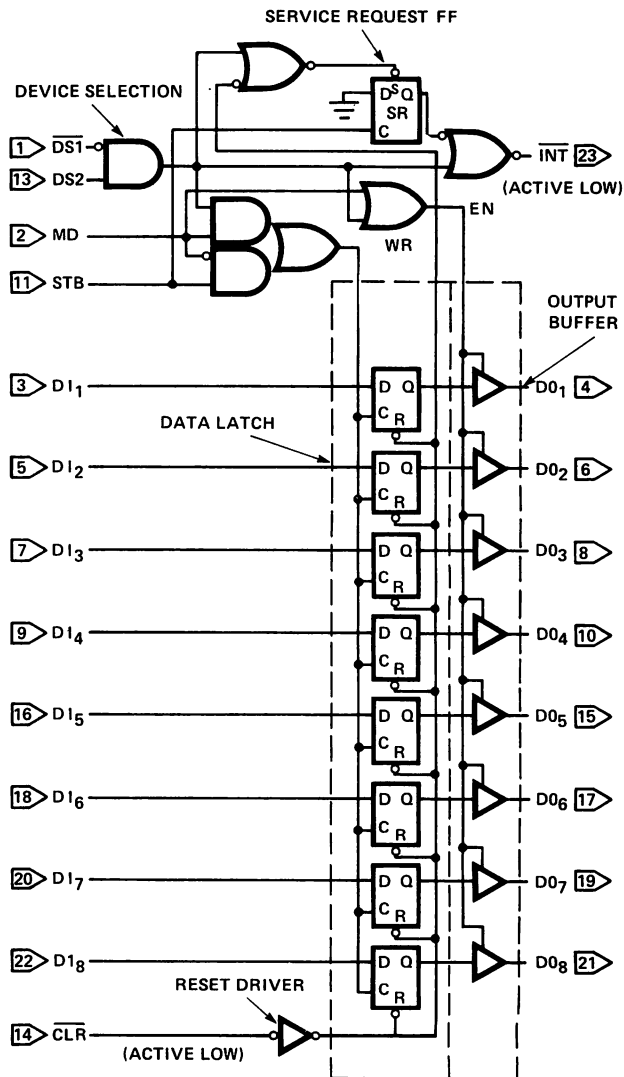 SERVICE REQUEST FF
DEVICE SELECTION
D S Q
SR
C
1 DS1
INT 23
13 DS2
(ACTIVE LOW)
EN
2 MD
WR
11 STB
OUTPUT
BUFFER
3 DI1 D Q DO1 4
C R
DATA LATCH
5 DI2 D Q DO2 6
C R
7 DI3 D Q DO3 8
C R
9 DI4 D Q DO4 10
C R
16 DI5 D Q DO5 15
C R
18 DI6 D Q DO6 17
C R
20 DI7 D Q DO7 19
C R
22 DI8 D Q DO8 21
C R
RESET DRIVER
14 CLR
(ACTIVE LOW)